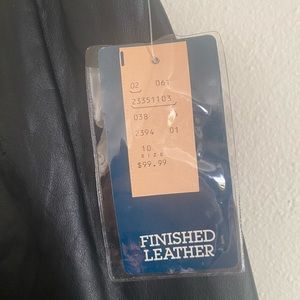 02 061
23351103
038
2394 01
10
SIZE
$99.99
FINISHED
LEATHER